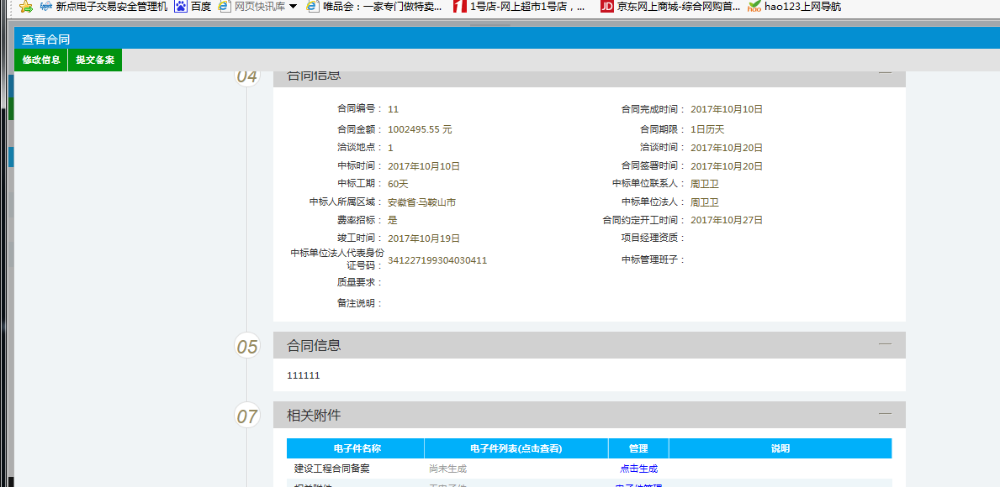 新点电子交易安全管理机 百度 网页快讯库 唯品会：一家专门做特卖... 1号店-网上超市1号店，... JD 京东网上商城-综合网购首... hao hao123上网导航
查看合同
修改信息 提交备案
04 合同信息
合同编号： 11 合同完成时间： 2017年10月10日
合同金额： 1002495.55 元 合同期限： 1日历天
洽谈地点： 1 洽谈时间： 2017年10月20日
中标时间： 2017年10月10日 合同签署时间： 2017年10月20日
中标工期： 60天 中标单位联系人： 周卫卫
中标人所属区域： 安徽省·马鞍山市 中标单位法人： 周卫卫
费率招标： 是 合同约定开工时间： 2017年10月27日
竣工时间： 2017年10月19日 项目经理资质：
中标单位法人代表身份
证号码： 341227199304030411 中标管理班子：
质量要求：
备注说明：
05 合同信息
111111
07 相关附件
电子件名称 电子件列表(点击查看) 管理 说明
建设工程合同备案 尚未生成 点击生成
相关附件 无电子件 电子件管理